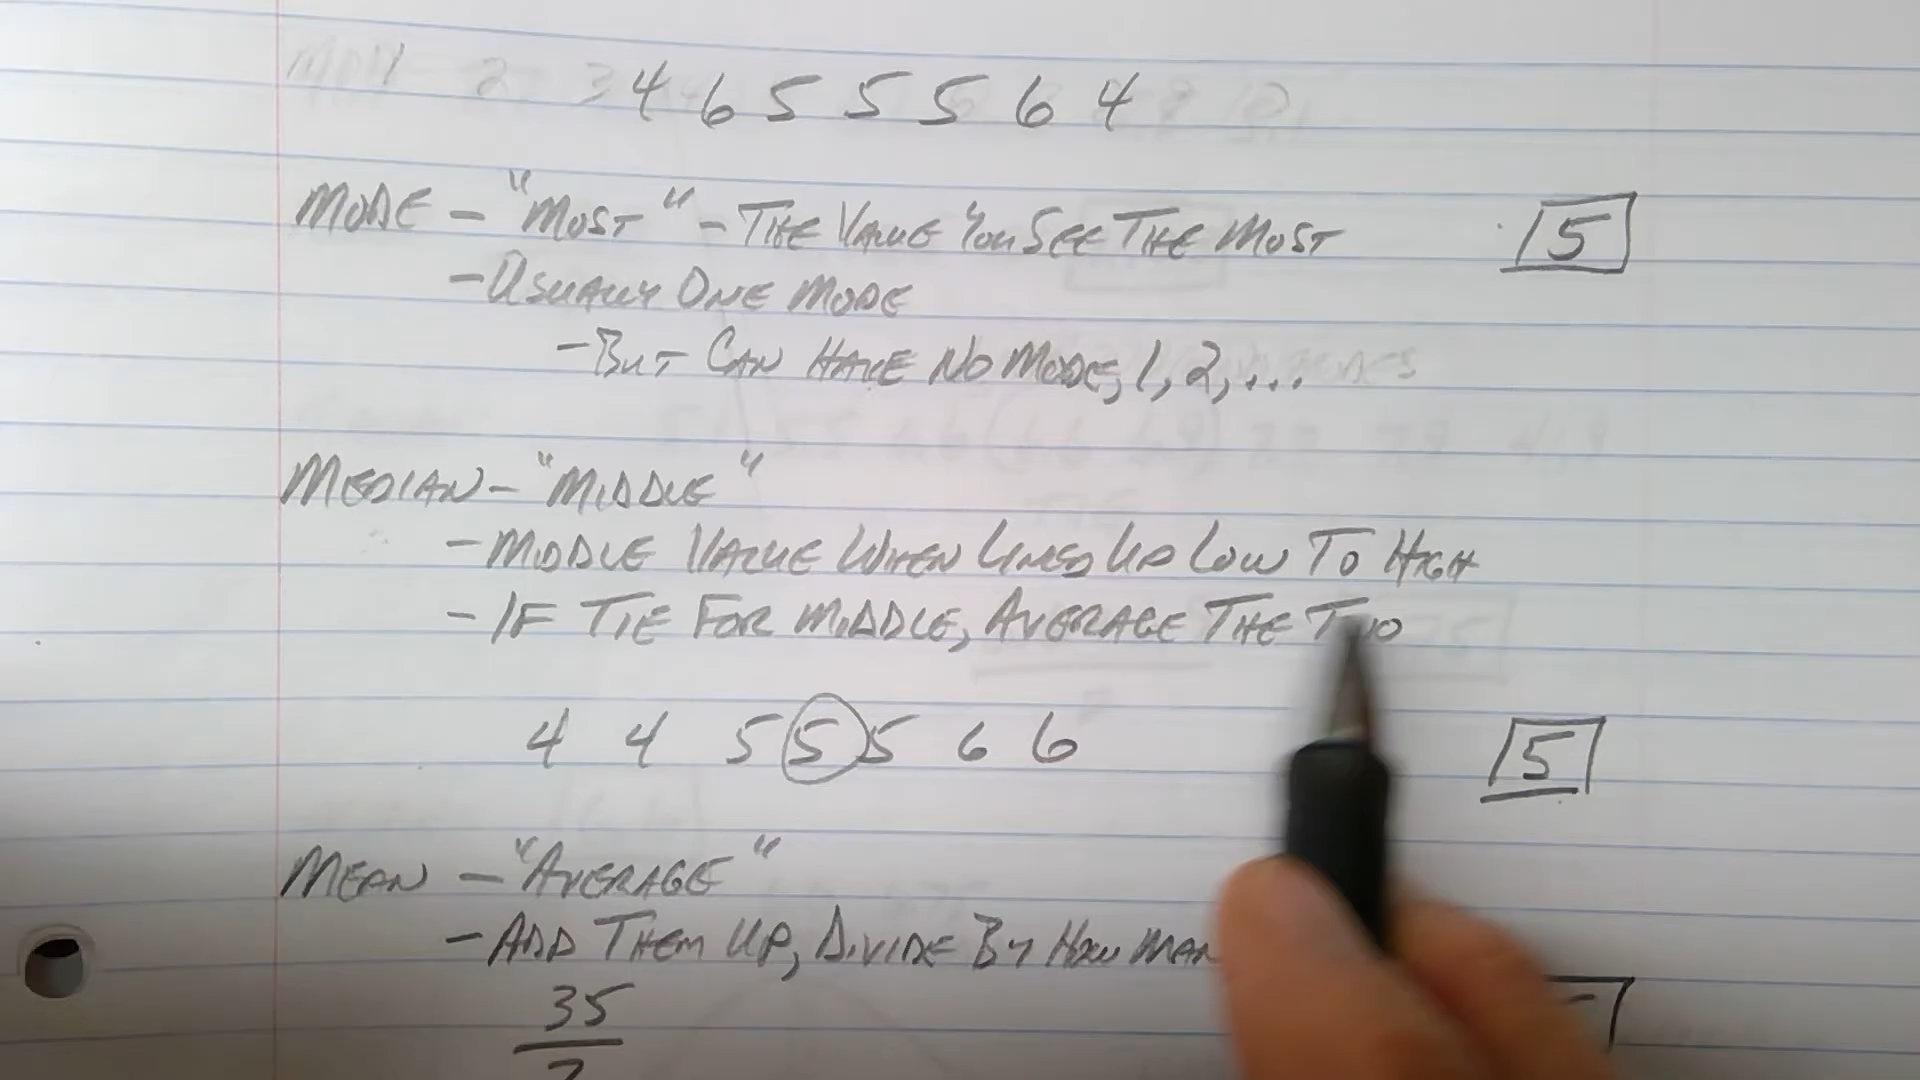 4 6 5 5 5 6 4
MODE - "MOST" - THE VALUE YOU SEE THE MOST
5
- USUALLY ONE MODE
- BUT CAN HAVE NO MODE, 1, 2, ...
MEDIAN - "MIDDLE"
- MIDDLE VALUE WHEN LINED UP LOW TO HIGH
- IF TIE FOR MIDDLE, AVERAGE THE TWO
4 4 5 5 5 6 6
5
MEAN - "AVERAGE"
- ADD THEM UP, DIVIDE BY HOW MAN
35